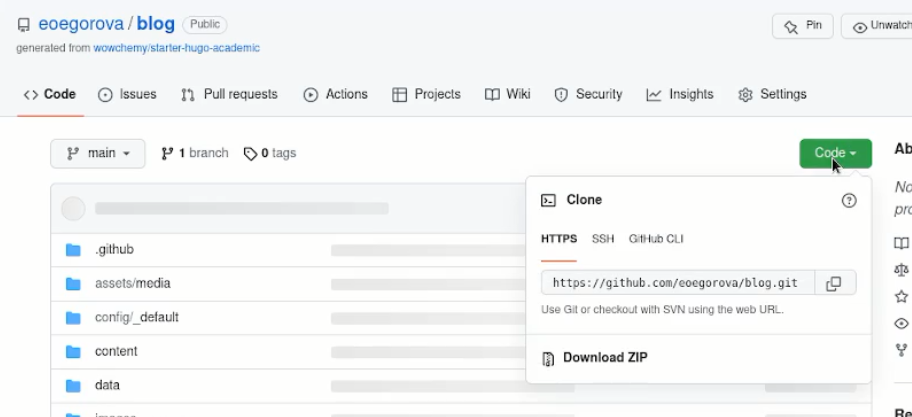 eoegorova / blog Public
Pin
Unwatch
generated from wowchemy/starter-hugo-academic
Code Issues Pull requests Actions Projects Wiki Security Insights Settings
main 1 branch 0 tags Code
Ab
No
pro
Clone
HTTPS SSH GitHub CLI
https://github.com/eoegorova/blog.git
Use Git or checkout with SVN using the web URL.
Download ZIP
.github
assets/media
config/_default
content
data
images
Re